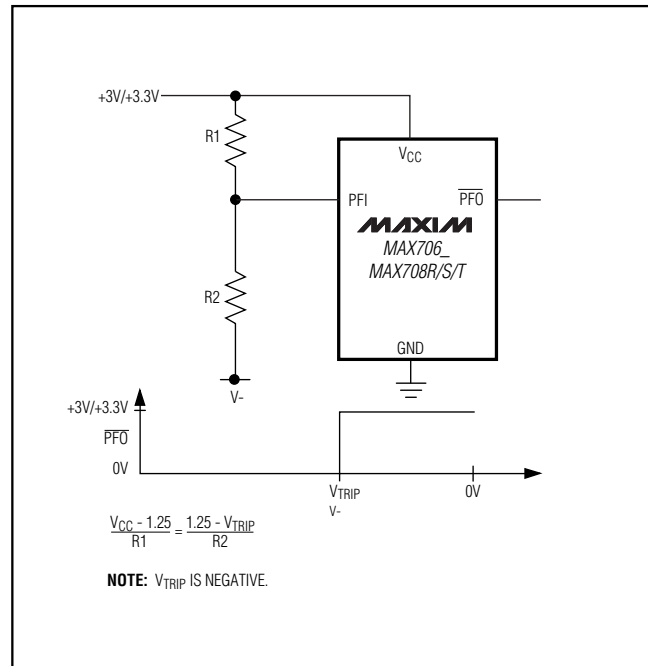 +3V/+3.3V
R1
VCC
PFI
PFO
MAXIM
MAX706_
MAX708R/S/T
R2
GND
V-
+3V/+3.3V
PFO
0V
VTRIP
0V
V-
VCC - 1.25 = 1.25 - VTRIP
R1 R2
NOTE: VTRIP IS NEGATIVE.